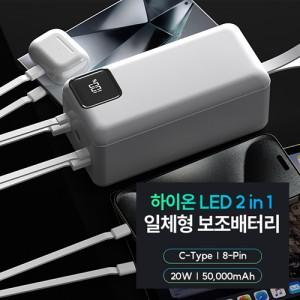 100%
하이온 LED 2 in 1
일체형 보조배터리
C-Type | 8-Pin
20W | 50,000mAh